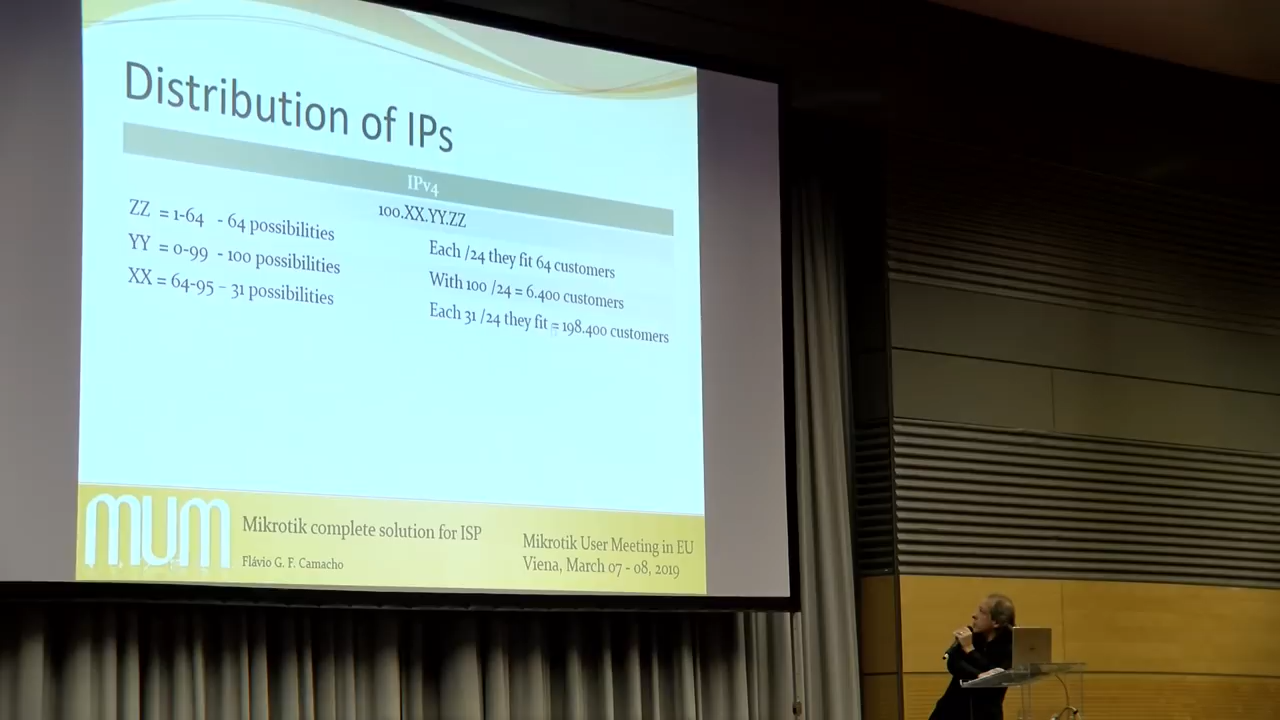 Distribution of IPs
IPv4
100.XX.YY.ZZ
ZZ = 1-64 - 64 possibilities
YY = 0-99 - 100 possibilities
XX = 64-95 – 31 possibilities
Each /24 they fit 64 customers
With 100 /24 = 6.400 customers
Each 31 /24 they fit = 198.400 customers
MUM
Mikrotik complete solution for ISP
Flávio G. F. Camacho
Mikrotik User Meeting in EU
Viena, March 07 - 08, 2019